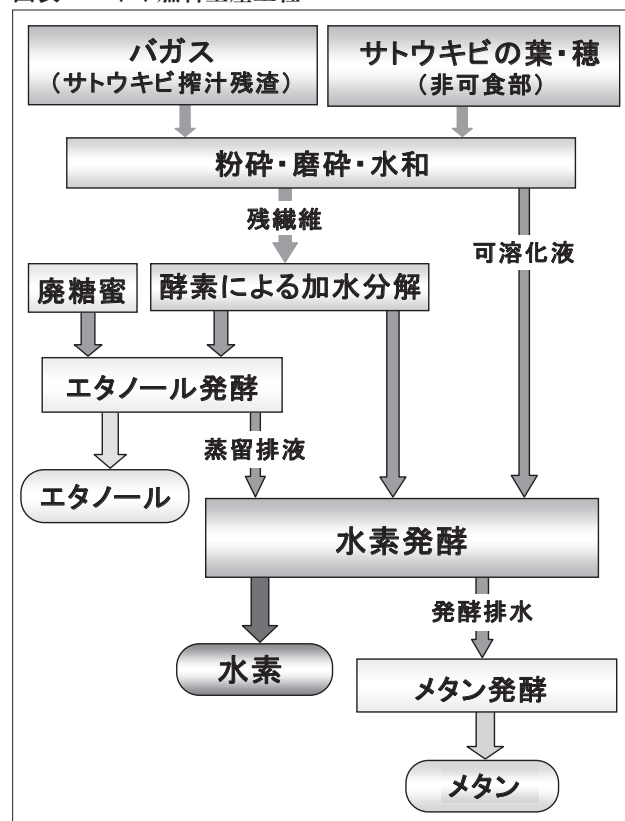 バガス
（サトウキビ搾汁残渣）
サトウキビの葉・穂
（非可食部）
粉砕・磨砕・水和
残繊維
可溶化液
廃糖蜜
酵素による加水分解
エタノール発酵
蒸留排液
エタノール
水素発酵
発酵排水
水素
メタン発酵
メタン